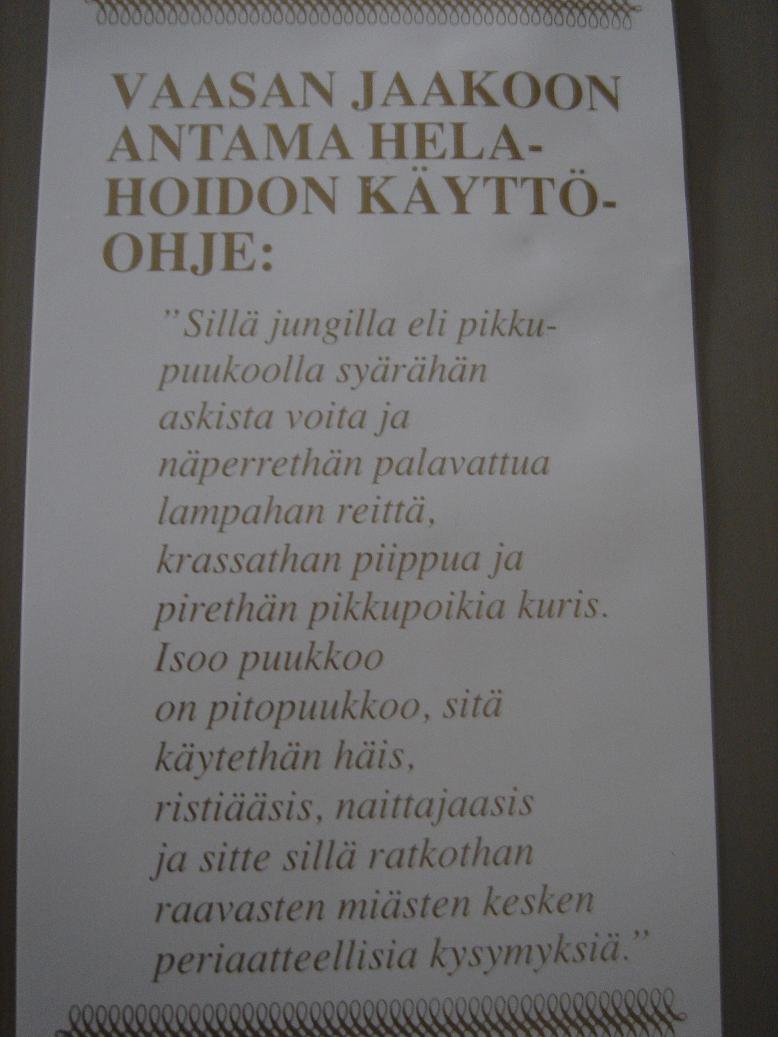 VAASAN JAAKOON
ANTAMA HELA-
HOIDON KÄYTTÖ-
OHJE:
”Sillä jungilla eli pikku-
puukoolla syärähän
askista voita ja
näperrethän palavattua
lampahan reittä,
krassathan piippua ja
pirethän pikkupoikia kuris.
Isoo puukkoo
on pitopuukkoo, sitä
käytethän häis,
ristiääsis, naittajaasis
ja sitte sillä ratkothan
raavasten miästen kesken
periaatteellisia kysymyksiä.”